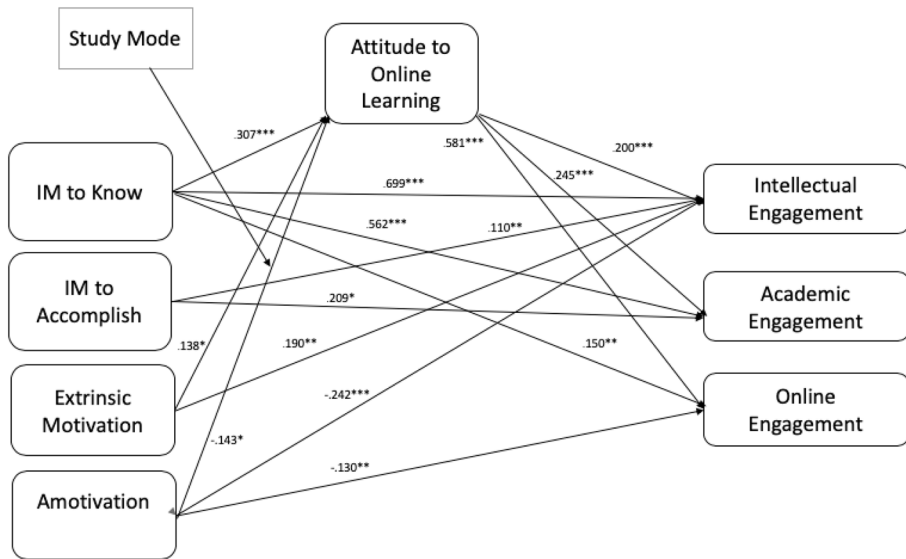 Study Mode
Attitude to
Online
Learning
.307***
.581***
.200***
IM to Know
.699***
.245***
Intellectual
Engagement
.562***
.110**
IM to
Accomplish
.209*
Academic
Engagement
.138*
.190**
.150**
Extrinsic
Motivation
-.242***
Online
Engagement
-.143*
-.130**
Amotivation